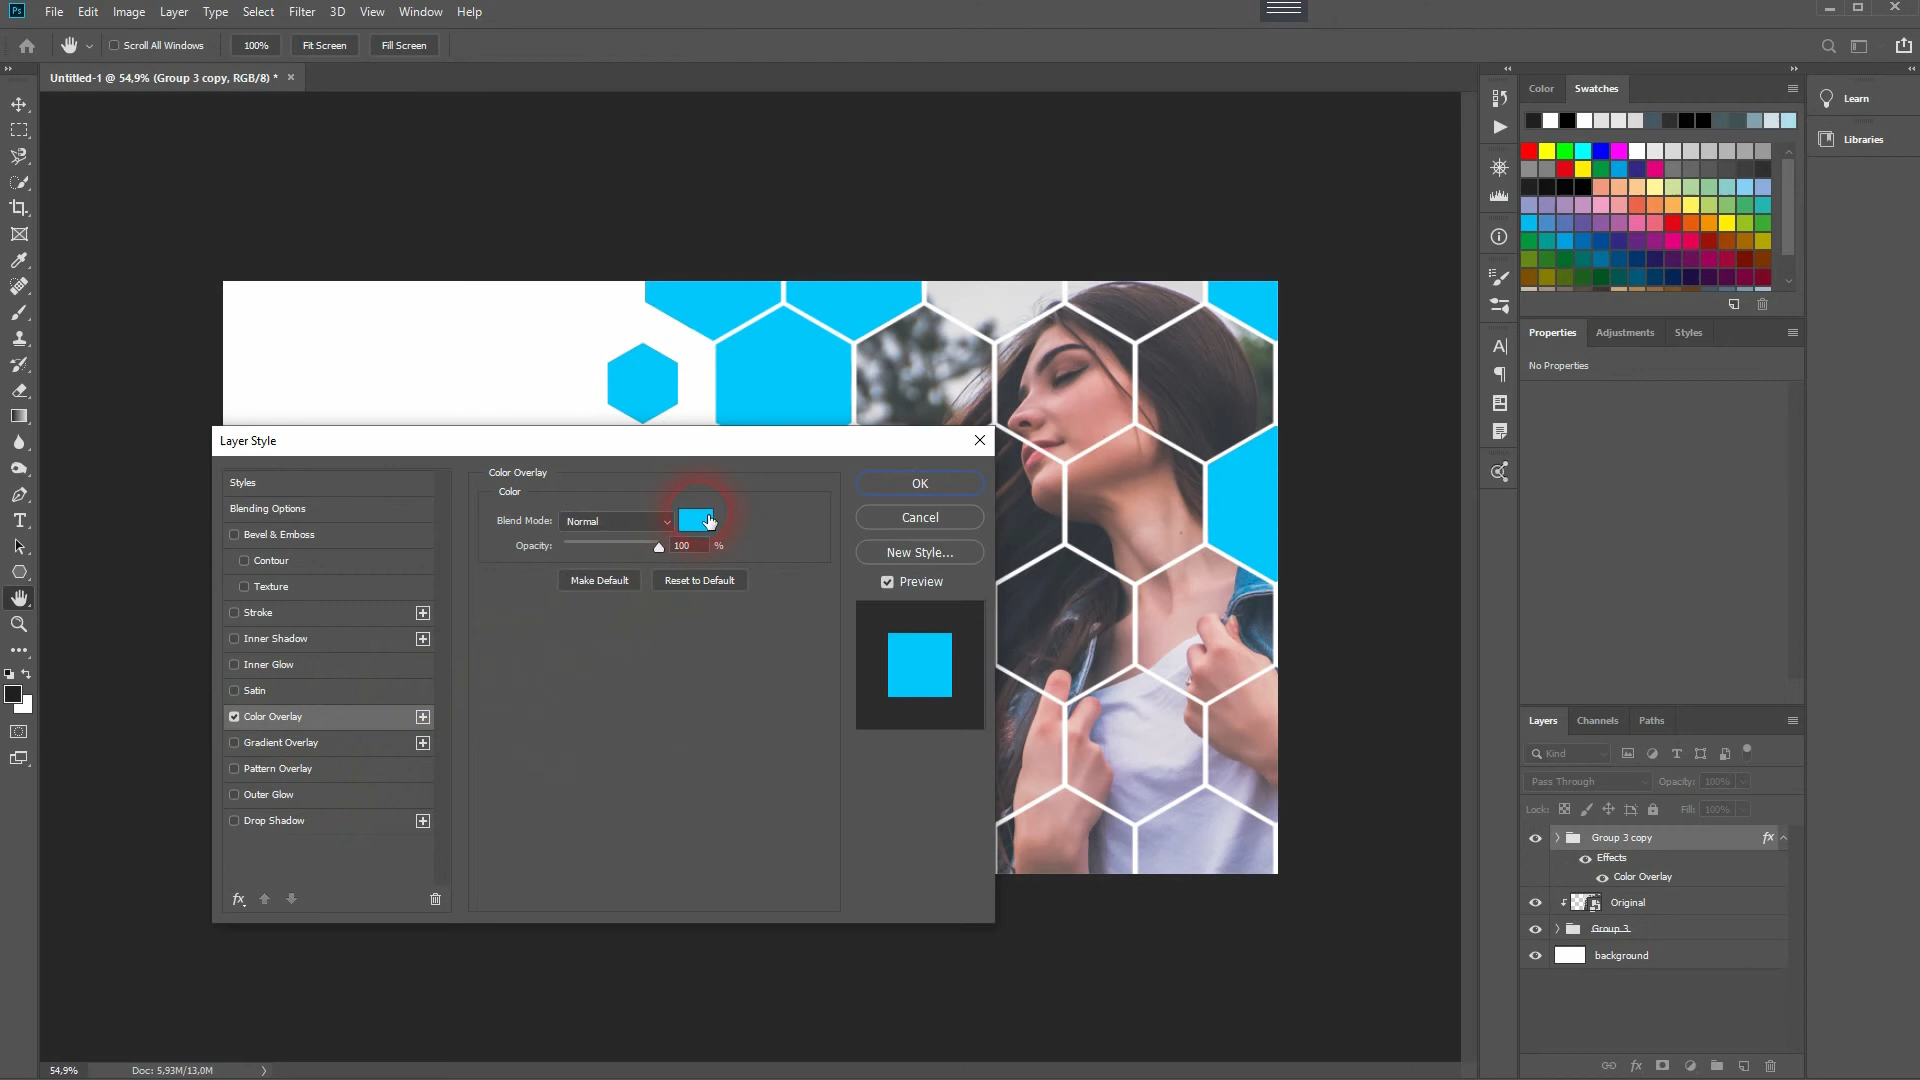 Ps File Edit Image Layer Type Select Filter 3D View Window Help
Scroll All Windows 100% Fit Screen Fill Screen
Untitled-1 @ 54,9% (Group 3 copy, RGB/8) *
Color Swatches
Learn
Libraries
Properties Adjustments Styles
No Properties
Layer Style
Styles
Blending Options
Bevel & Emboss
Contour
Texture
Stroke
Inner Shadow
Inner Glow
Satin
Color Overlay
Gradient Overlay
Pattern Overlay
Outer Glow
Drop Shadow
fx
Color Overlay
Color
Blend Mode: Normal
Opacity: 100 %
Make Default Reset to Default
OK
Cancel
New Style...
Preview
Layers Channels Paths
Kind
Pass Through Opacity: 100%
Lock: Fill: 100%
Group 3 copy fx
Effects
Color Overlay
Original
Group 3
background
fx
54,9% Doc: 5,93M/13,0M